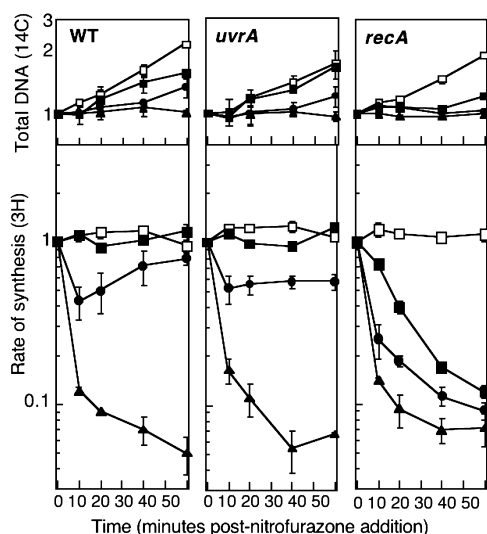 WT
uvrA
recA
Total DNA (14C)
3
2
1
Rate of synthesis (3H)
1
0.1
0 10 20 30 40 50
0 10 20 30 40 50
0 10 20 30 40 50
Time (minutes post-nitrofurazone addition)